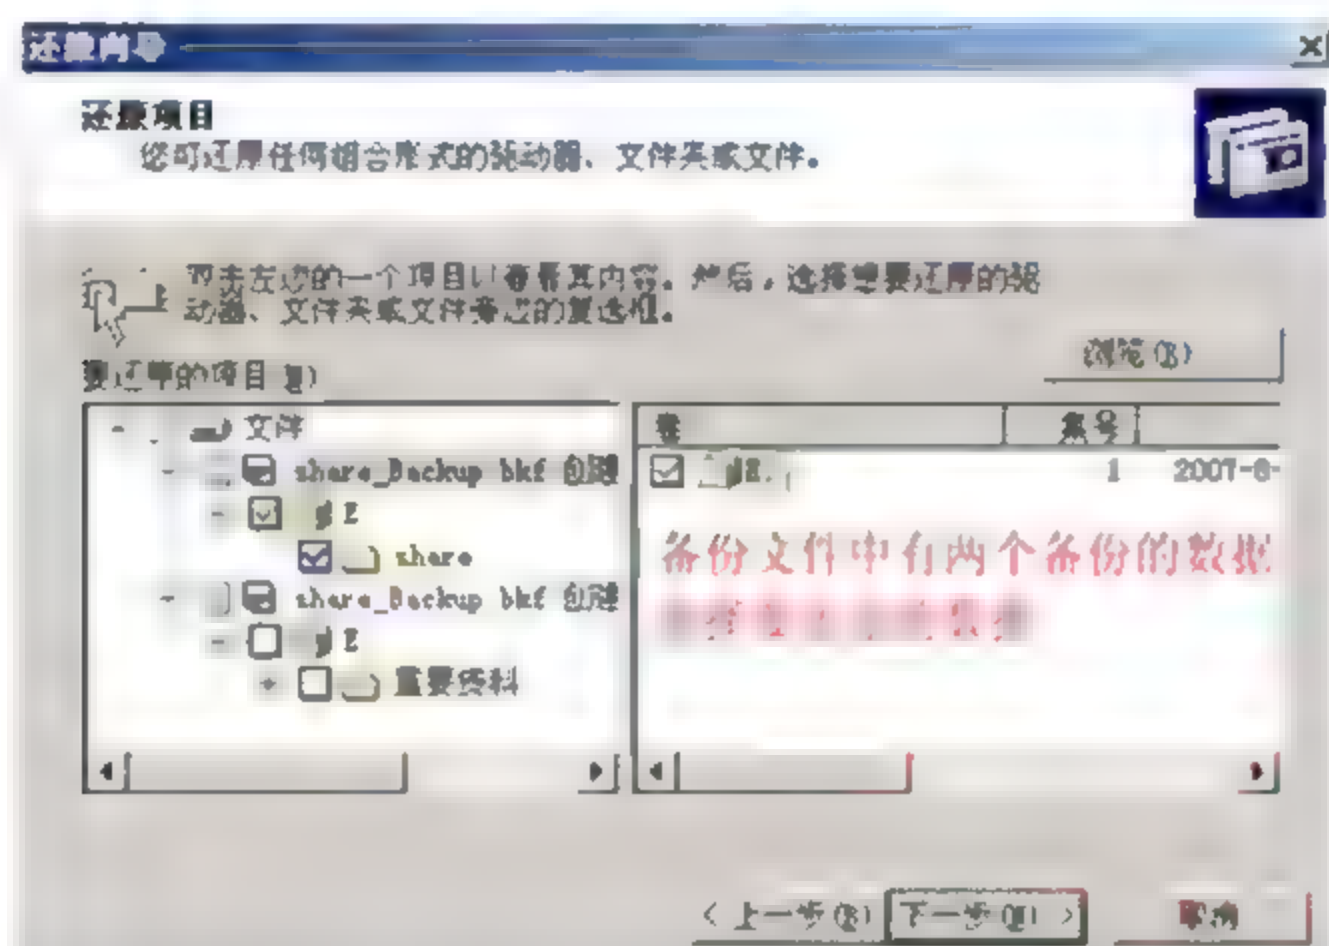 还原向导
还原项目
您可还原任何组合形式的驱动器、文件夹或文件。
双击左边的一个项目以查看其内容。然后，选择想要还原的驱
动器、文件夹或文件旁边的复选框。
浏览(B)
要还原的项目
文件
卷 集号
share_Backup bkf 创建
E
share
share_Backup bkf 创建
E
重要资料
1 2007-6-
备份文件中有两个备份的数据
< 上一步(B) 下一步(N) > 取消